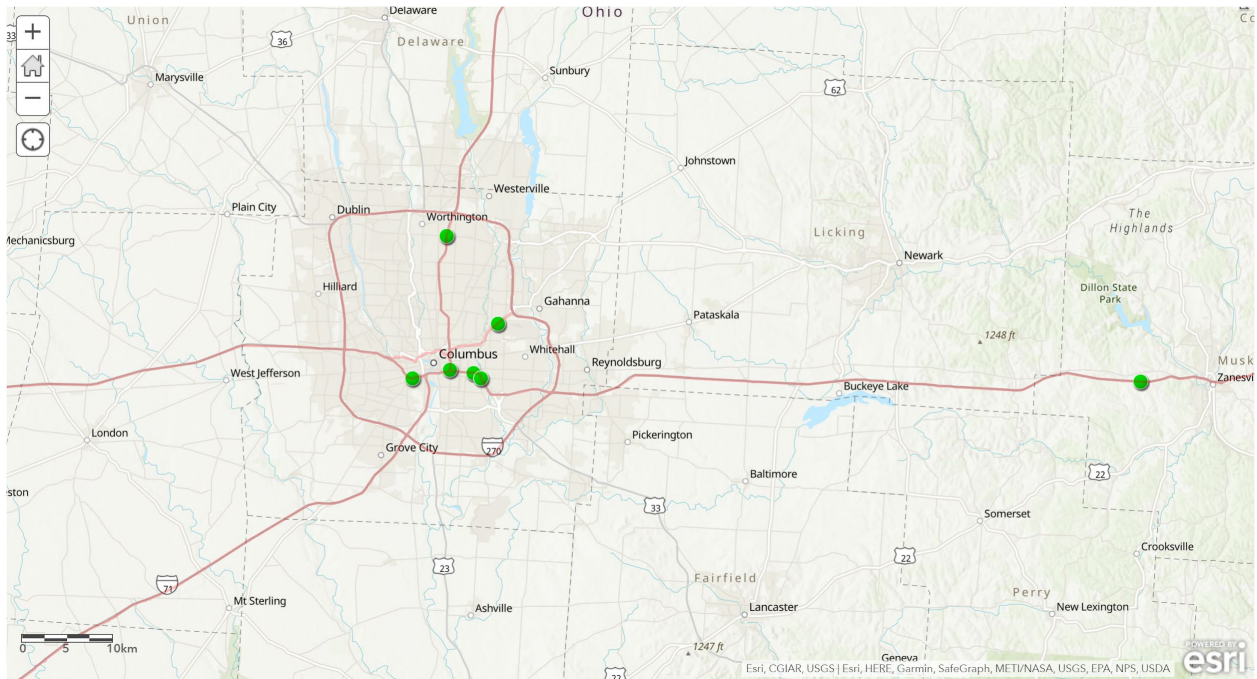 Ohio
Delaware
Union
33
36
Delaware
Sunbury
Marysville
62
Johnstown
Westerville
Plain City
Dublin
Worthington
The
Highlands
Mechanicsburg
Licking
Newark
Hilliard
Gahanna
Dillon State
Park
Pataskala
1248 ft
Columbus
Whitehall
Reynoldsburg
Musk
West Jefferson
Zanesvi
Buckeye Lake
London
Pickerington
Grove City
270
Baltimore
22
ston
33
Somerset
Crooksville
22
23
71
Fairfield
Perry
Mt Sterling
Ashville
Lancaster
New Lexington
0 5 10km
1247 ft
Geneva
22
POWERED BY
esri
Esri, CGIAR, USGS | Esri, HERE, Garmin, SafeGraph, METI/NASA, USGS, EPA, NPS, USDA